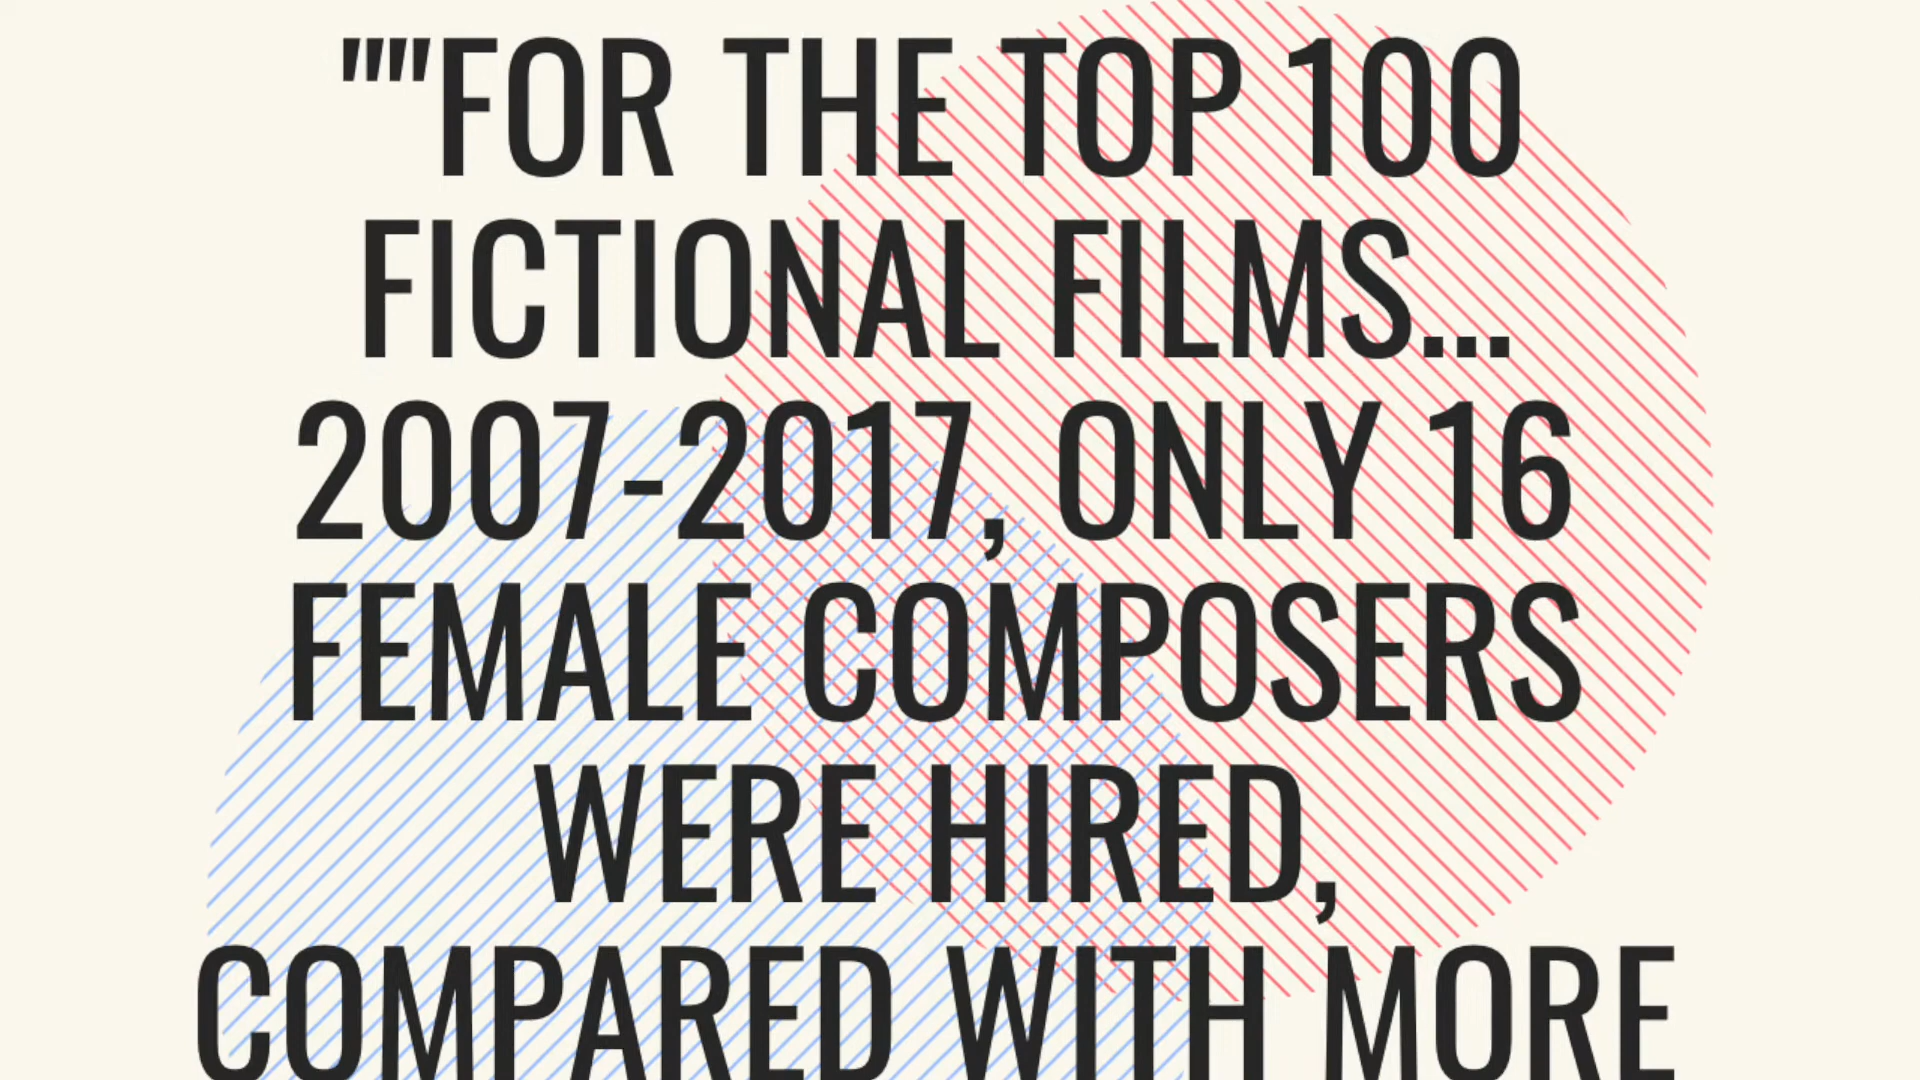 ""FOR THE TOP 100
FICTIONAL FILMS...
2007-2017, ONLY 16
FEMALE COMPOSERS
WERE HIRED,
COMPARED WITH MORE